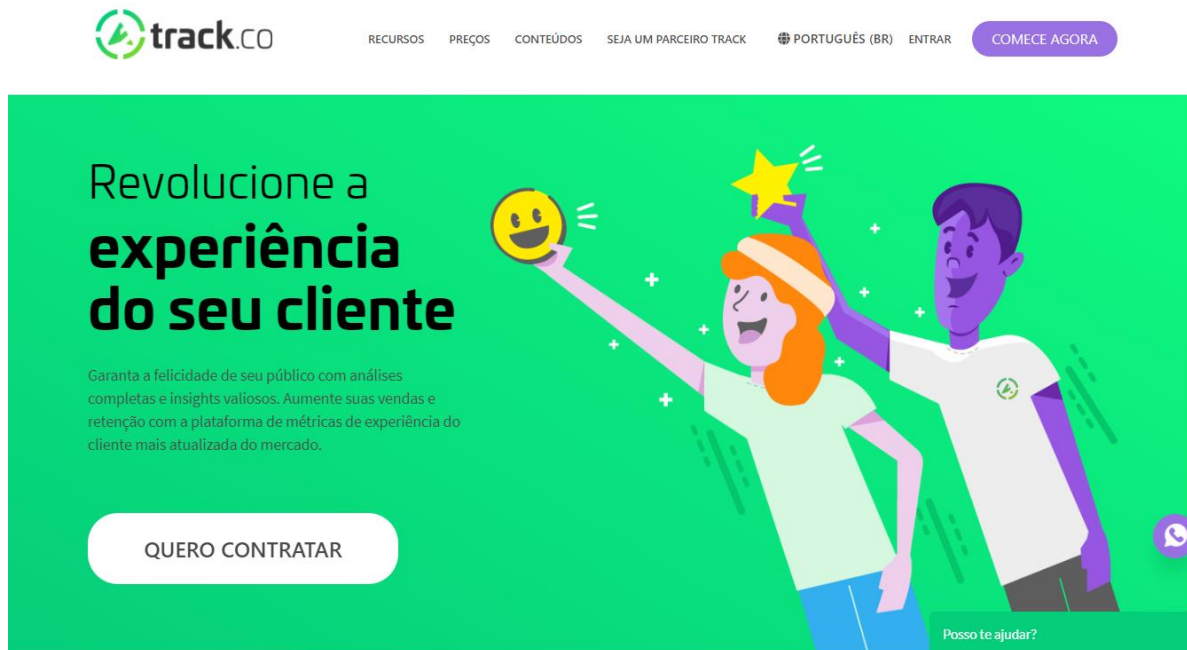 track.co
RECURSOS PREÇOS CONTEÚDOS SEJA UM PARCEIRO TRACK PORTUGUÊS (BR) ENTRAR COMECE AGORA
Revolucione a
experiência
do seu cliente
Garanta a felicidade de seu público com análises
completas e insights valiosos. Aumente suas vendas e
retenção com a plataforma de métricas de experiência do
cliente mais atualizada do mercado.
QUERO CONTRATAR
Posso te ajudar?